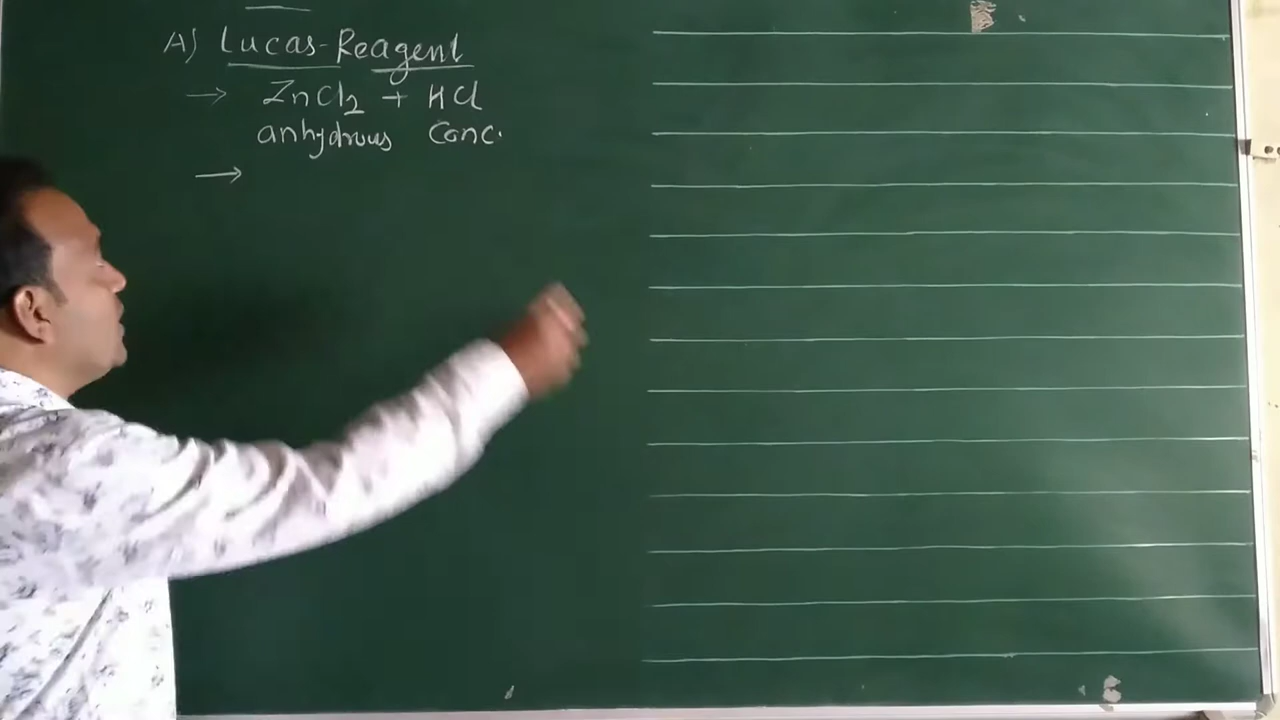 A) Lucas-Reagent
→ ZnCl2 + HCl
anhydrous Conc.
→